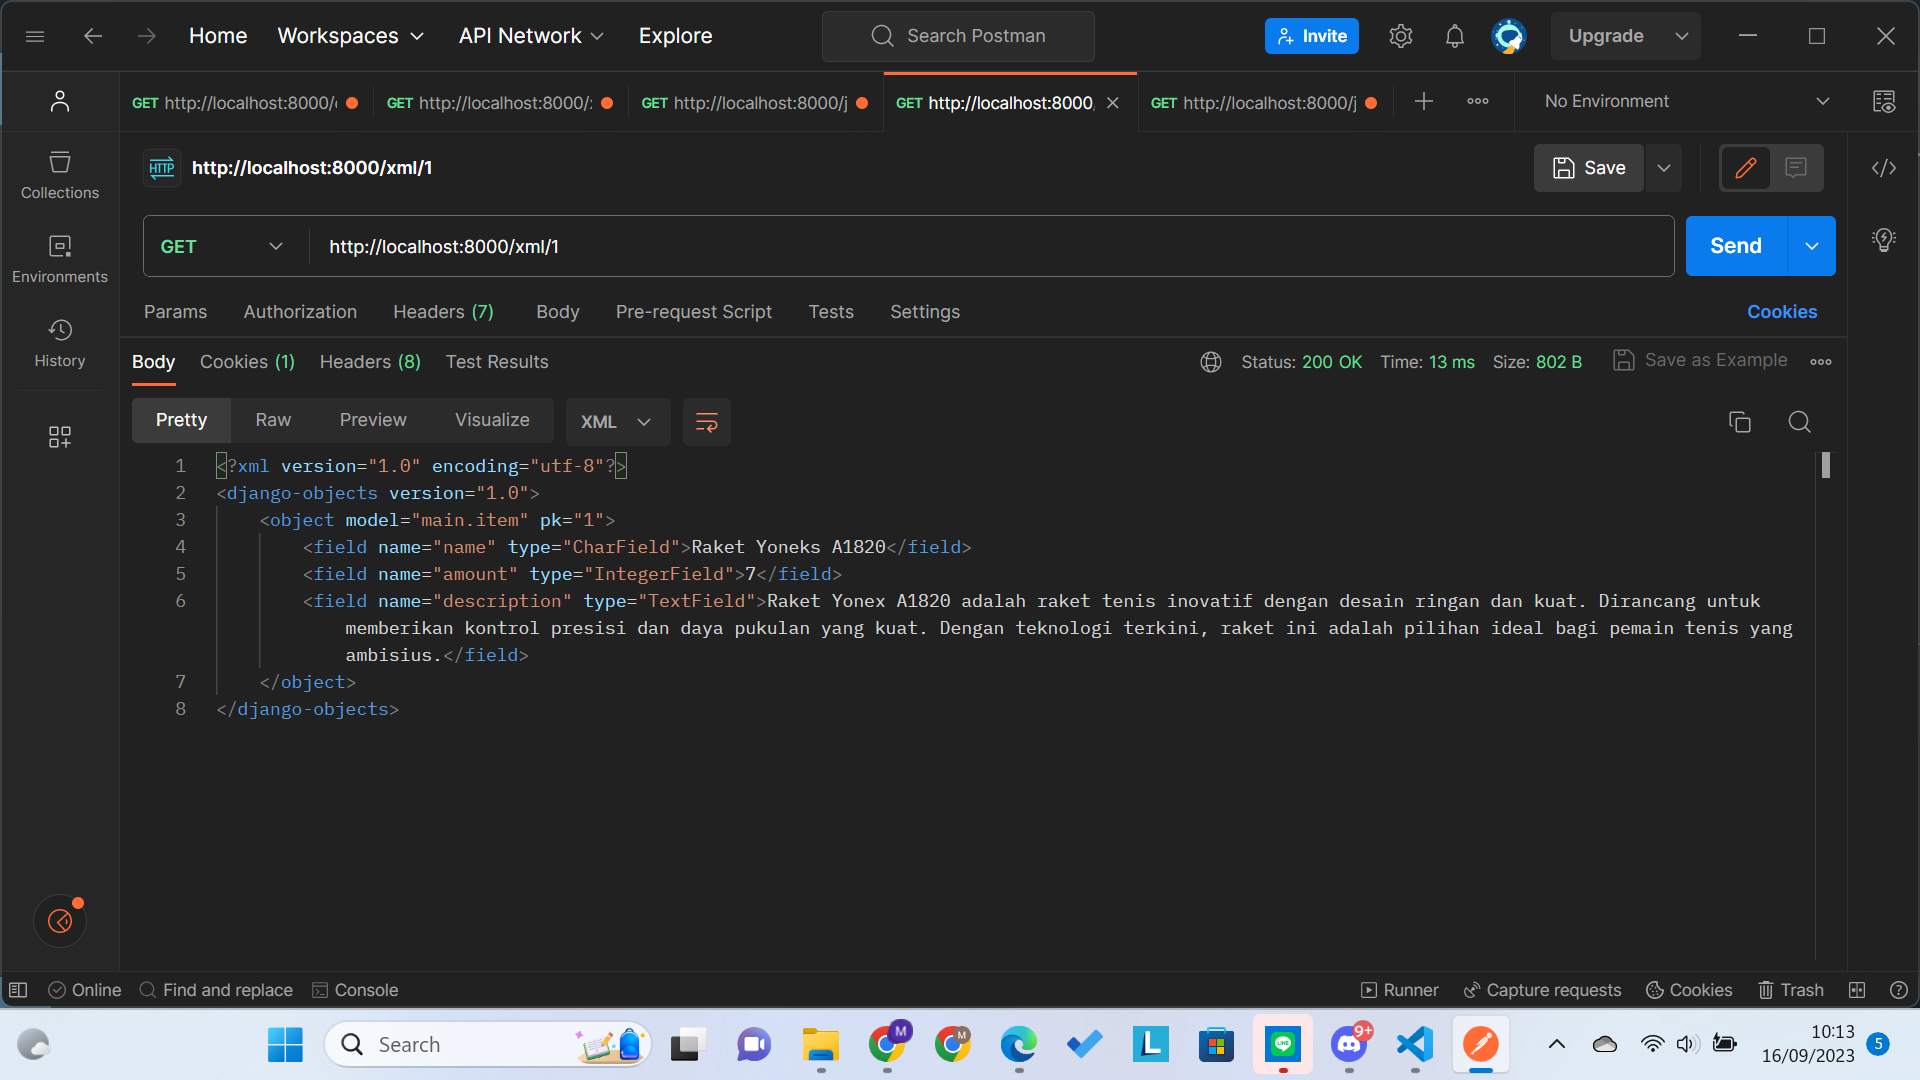 Home Workspaces API Network Explore Search Postman Invite Upgrade
GET http://localhost:8000/ GET http://localhost:8000/ GET http://localhost:8000/j GET http://localhost:8000/ GET http://localhost:8000/j No Environment
HTTP http://localhost:8000/xml/1 Save
Collections
GET http://localhost:8000/xml/1 Send
Environments
Params Authorization Headers (7) Body Pre-request Script Tests Settings Cookies
History
Body Cookies (1) Headers (8) Test Results Status: 200 OK Time: 13 ms Size: 802 B Save as Example
Pretty Raw Preview Visualize XML
1 <?xml version="1.0" encoding="utf-8"?>
2 <django-objects version="1.0">
3 <object model="main.item" pk="1">
4 <field name="name" type="CharField">Raket Yoneks A1820</field>
5 <field name="amount" type="IntegerField">7</field>
6 <field name="description" type="TextField">Raket Yonex A1820 adalah raket tenis inovatif dengan desain ringan dan kuat. Dirancang untuk
memberikan kontrol presisi dan daya pukulan yang kuat. Dengan teknologi terkini, raket ini adalah pilihan ideal bagi pemain tenis yang
ambisius.</field>
7 </object>
8 </django-objects>
Online Find and replace Console Runner Capture requests Cookies Trash
Search M M L LINE 9+ 10:13 5
16/09/2023